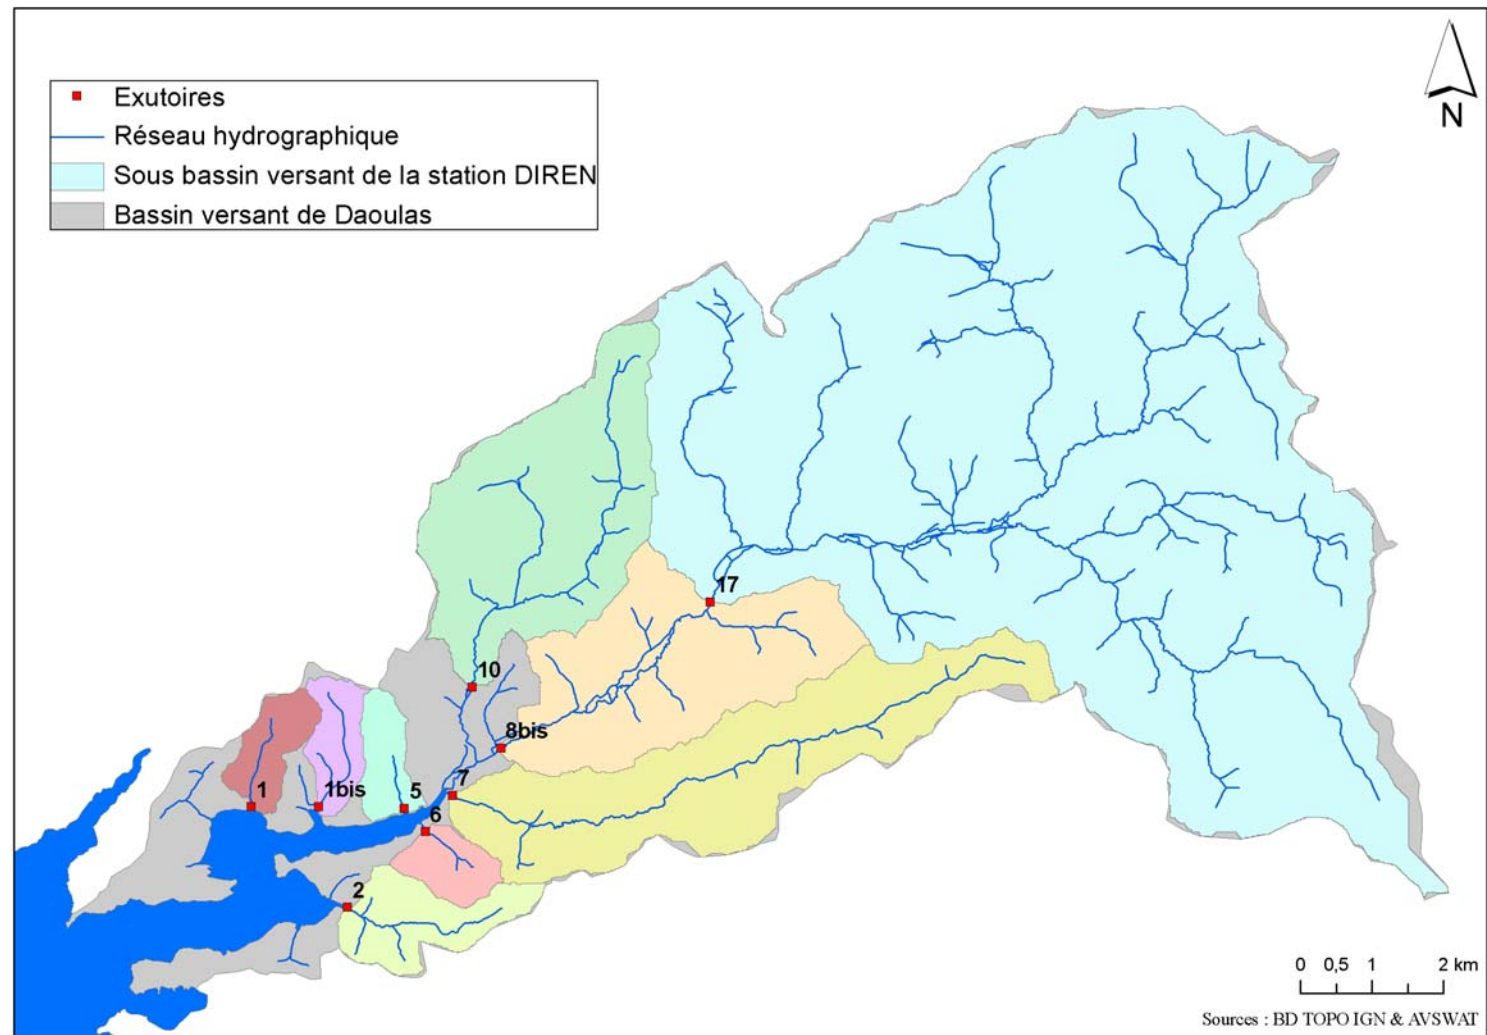 Exutoires
Réseau hydrographique
Sous bassin versant de la station DIREN
Bassin versant de Daoulas
N
17
10
8bis
7
1
1bis
5
6
2
0 0,5 1 2 km
Sources : BD TOPO IGN & AVSWAT